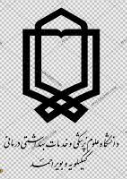 دانشگاه علوم پزشکی و خدمات بهداشتی درمانی
کهگیلویه و بویراحمد